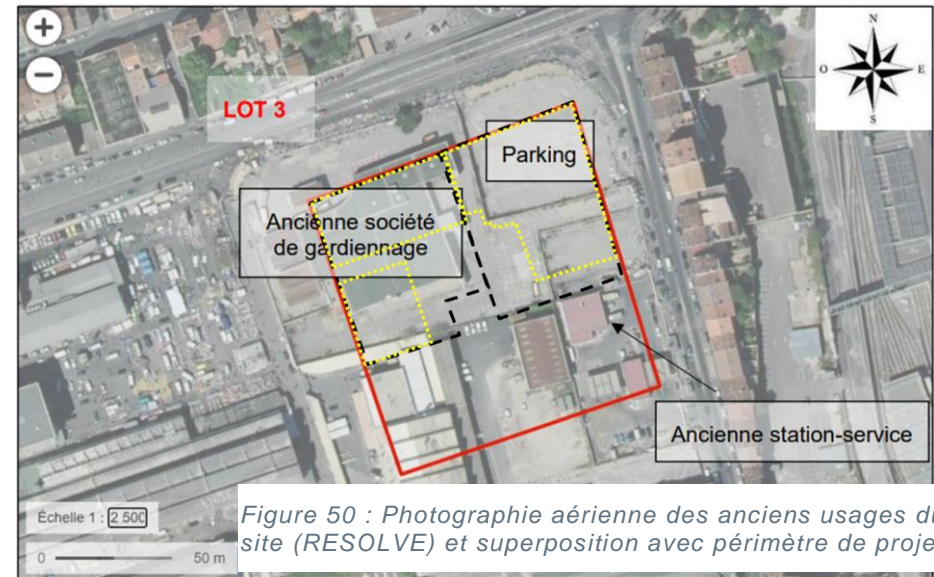 +
−
LOT 3
N
O
E
S
Parking
Ancienne société
de gardiennage
Ancienne station-service
Échelle 1 : 2 500
0
50 m
Figure 50 : Photographie aérienne des anciens usages du
site (RESOLVE) et superposition avec périmètre de proje